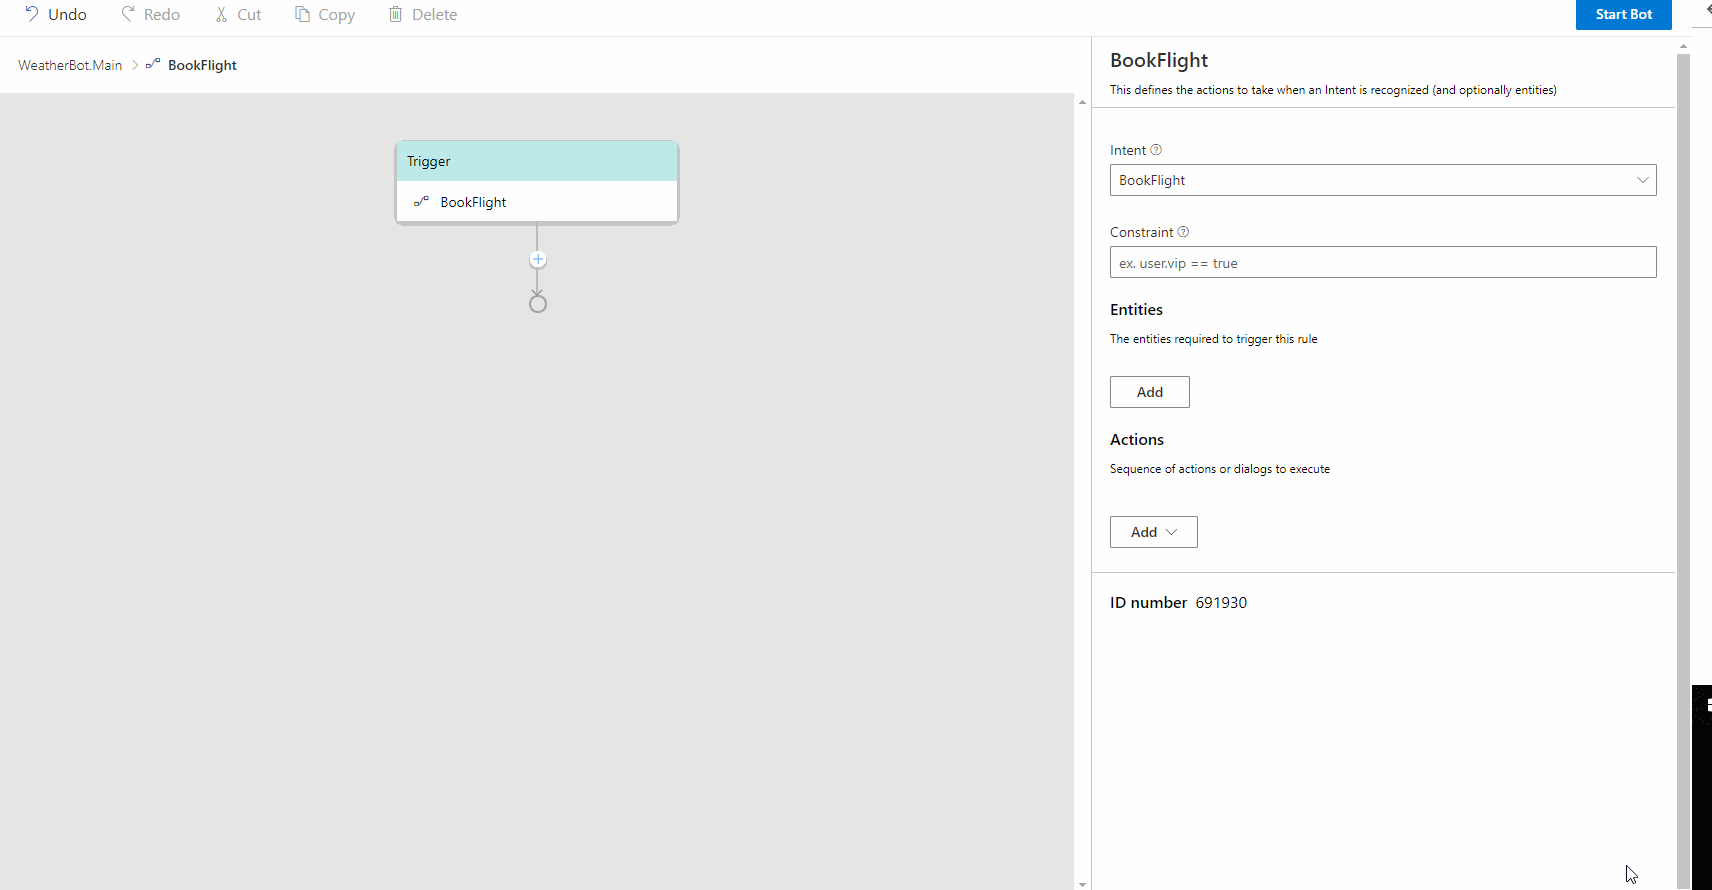 Undo Redo Cut Copy Delete Start Bot
WeatherBot.Main BookFlight
Trigger
BookFlight
BookFlight
This defines the actions to take when an Intent is recognized (and optionally entities)
Intent
BookFlight
Constraint
ex. user.vip == true
Entities
The entities required to trigger this rule
Add
Actions
Sequence of actions or dialogs to execute
Add
ID number 691930